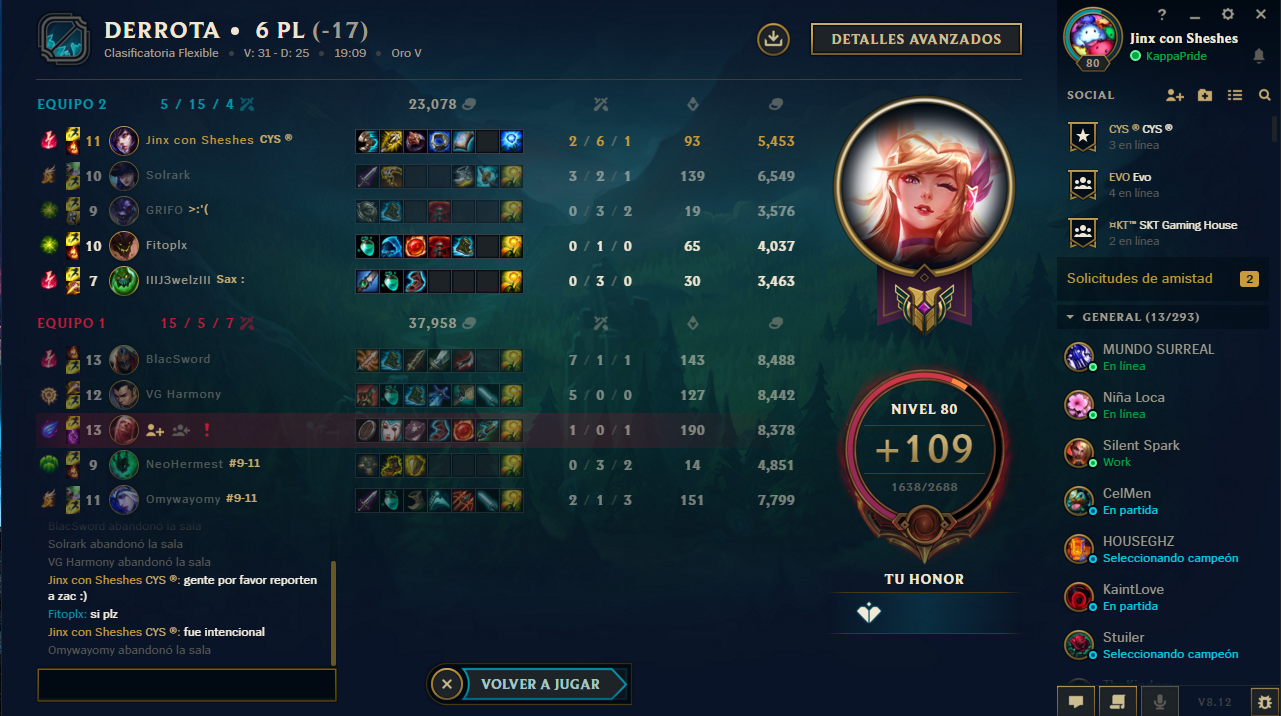 DERROTA • 6 PL (-17)
Clasificatoria Flexible • V: 31 - D: 25 • 19:09 • Oro V
DETALLES AVANZADOS
EQUIPO 2 5 / 15 / 4 23,078
11 Jinx con Sheshes CYS ® 2 / 6 / 1 93 5,453
10 Solrark 3 / 2 / 1 139 6,549
9 GRIFO >:'( 0 / 3 / 2 19 3,576
10 Fitoplx 0 / 1 / 0 65 4,037
7 IIIJ3welzIII Sax : 0 / 3 / 0 30 3,463
EQUIPO 1 15 / 5 / 7 37,958
13 BlacSword 7 / 1 / 1 143 8,488
12 VG Harmony 5 / 0 / 0 127 8,442
13 ! 1 / 0 / 1 190 8,378
9 NeoHermest #9-11 0 / 3 / 2 14 4,851
11 Omywayomy #9-11 2 / 1 / 3 151 7,799
BlacSword abandonó la sala
Solrark abandonó la sala
VG Harmony abandonó la sala
Jinx con Sheshes CYS ®: gente por favor reporten
a zac :)
Fitoplx: si plz
Jinx con Sheshes CYS ®: fue intencional
Omywayomy abandonó la sala
VOLVER A JUGAR
NIVEL 80
+109
1638/2688
TU HONOR
?
80
Jinx con Sheshes
KappaPride
SOCIAL
CYS ® CYS ®
3 en línea
EVO Evo
4 en línea
¤KT™ SKT Gaming House
2 en línea
Solicitudes de amistad 2
GENERAL (13/293)
MUNDO SURREAL
En línea
Niña Loca
En línea
Silent Spark
Work
CelMen
En partida
HOUSEGHZ
Seleccionando campeón
KaintLove
En partida
Stuiler
Seleccionando campeón
V8.12